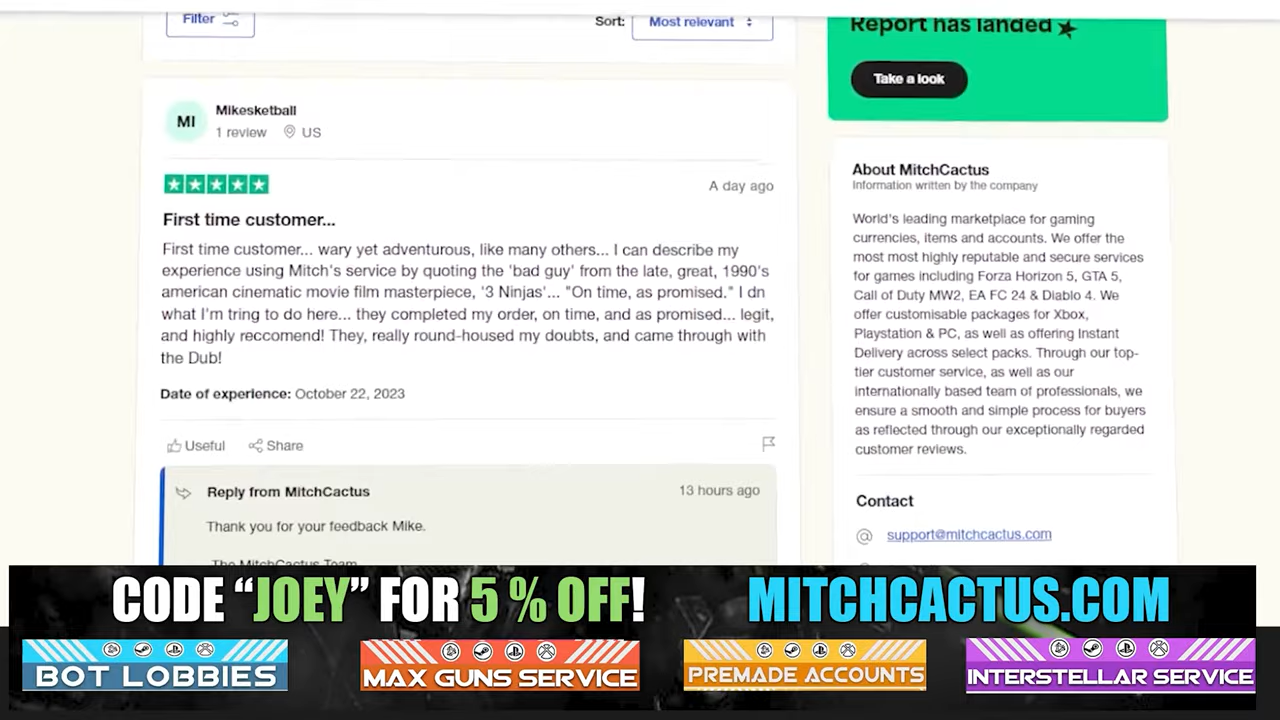 Filter
Sort:
Most relevant
Report has landed
Take a look
MI
Mikesketball
1 review
US
A day ago
First time customer...
First time customer... wary yet adventurous, like many others... I can describe my
experience using Mitch's service by quoting the 'bad guy' from the late, great, 1990's
american cinematic movie film masterpiece, '3 Ninjas'... "On time, as promised." I dn
what I'm tring to do here... they completed my order, on time, and as promised... legit,
and highly reccomend! They, really round-housed my doubts, and came through with
the Dub!
Date of experience: October 22, 2023
Useful
Share
Reply from MitchCactus
13 hours ago
Thank you for your feedback Mike.
The MitchCactus Team
About MitchCactus
Information written by the company
World's leading marketplace for gaming
currencies, items and accounts. We offer the
most most highly reputable and secure services
for games including Forza Horizon 5, GTA 5,
Call of Duty MW2, EA FC 24 & Diablo 4. We
offer customisable packages for Xbox,
Playstation & PC, as well as offering Instant
Delivery across select packs. Through our top-
tier customer service, as well as our
internationally based team of professionals, we
ensure a smooth and simple process for buyers
as reflected through our exceptionally regarded
customer reviews.
Contact
support@mitchcactus.com
CODE “JOEY” FOR 5 % OFF!
MITCHCACTUS.COM
BOT LOBBIES
MAX GUNS SERVICE
PREMADE ACCOUNTS
INTERSTELLAR SERVICE